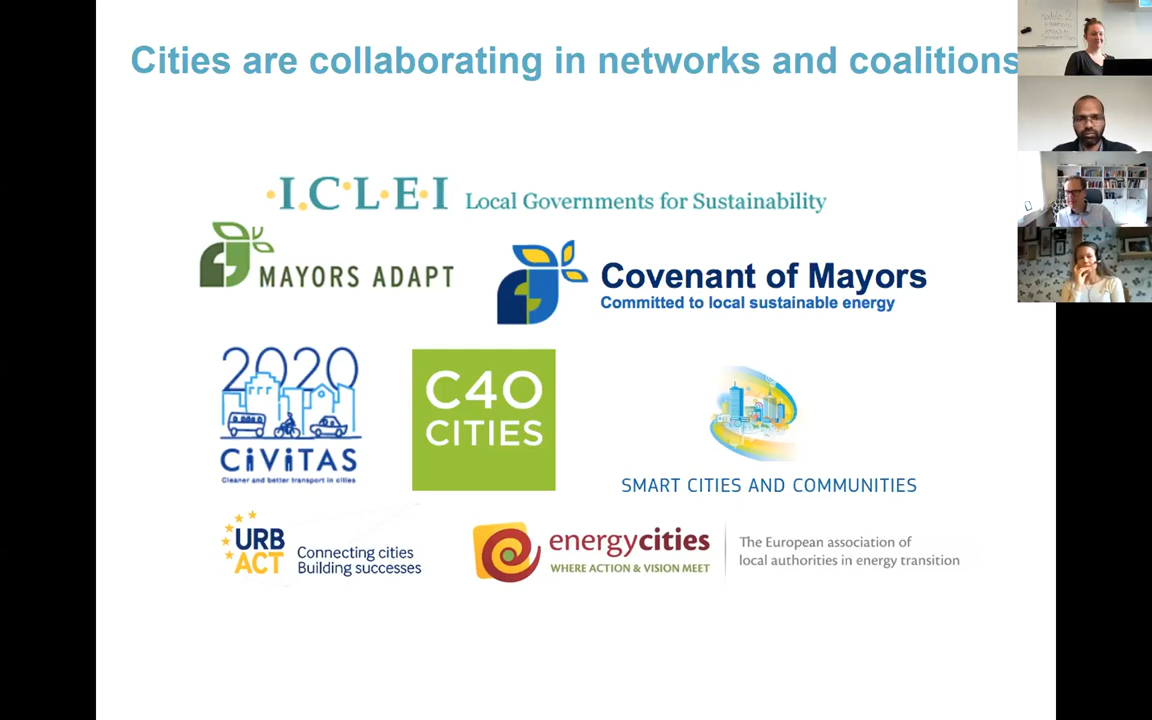 Cities are collaborating in networks and coalitions
·I.C·L·E·I Local Governments for Sustainability
MAYORS ADAPT
Covenant of Mayors
Committed to local sustainable energy
2020
CiViTAS
Cleaner and better transport in cities
C40
CITIES
SMART CITIES AND COMMUNITIES
URB
ACT
Connecting cities
Building successes
energycities
WHERE ACTION & VISION MEET
The European association of
local authorities in energy transition